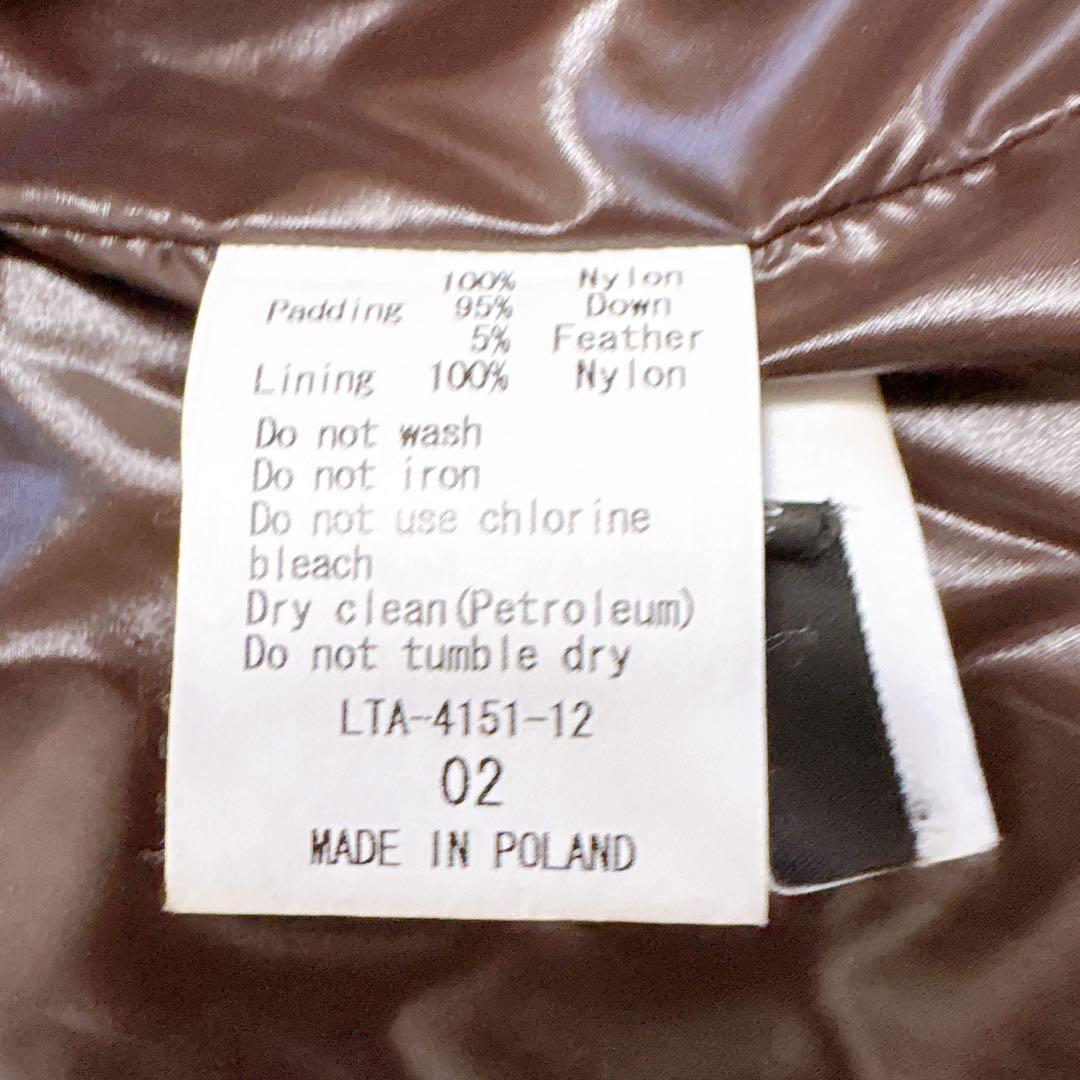 100% Nylon
Padding 95% Down
5% Feather
Lining 100% Nylon
Do not wash
Do not iron
Do not use chlorine
bleach
Dry clean(Petroleum)
Do not tumble dry
LTA-4151-12
02
MADE IN POLAND